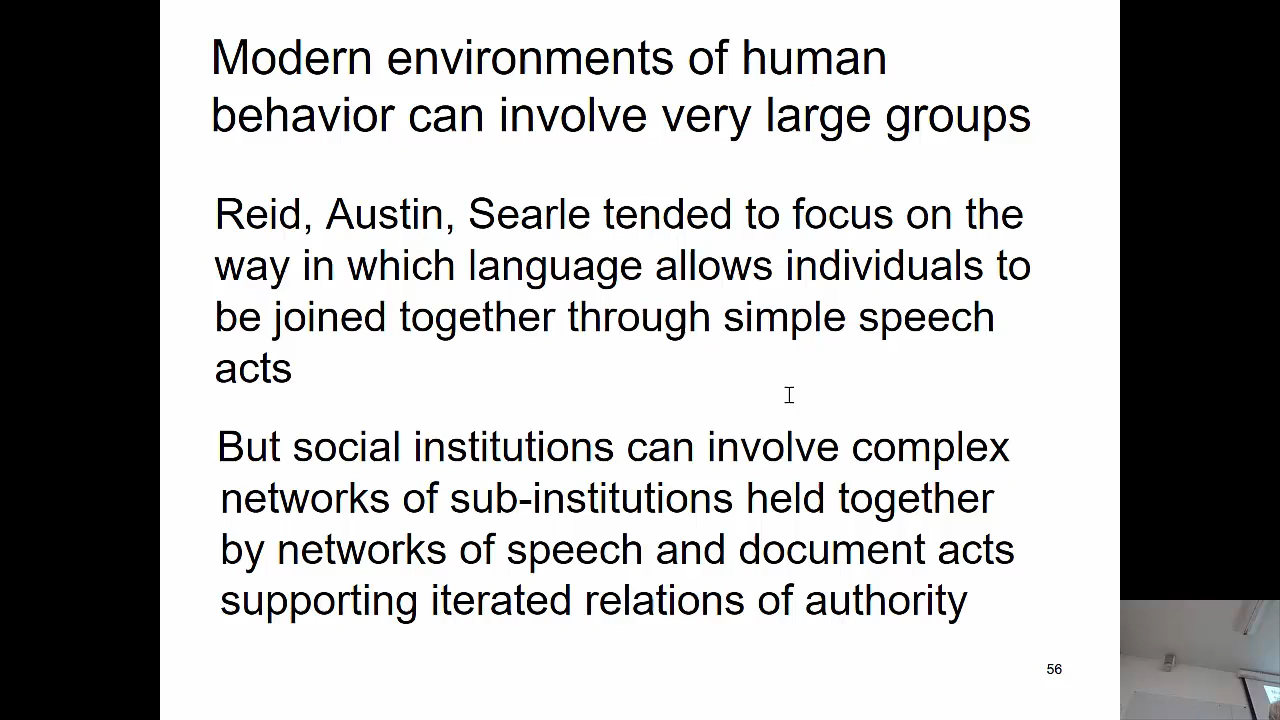 Modern environments of human
behavior can involve very large groups
Reid, Austin, Searle tended to focus on the
way in which language allows individuals to
be joined together through simple speech
acts
But social institutions can involve complex
networks of sub-institutions held together
by networks of speech and document acts
supporting iterated relations of authority
56